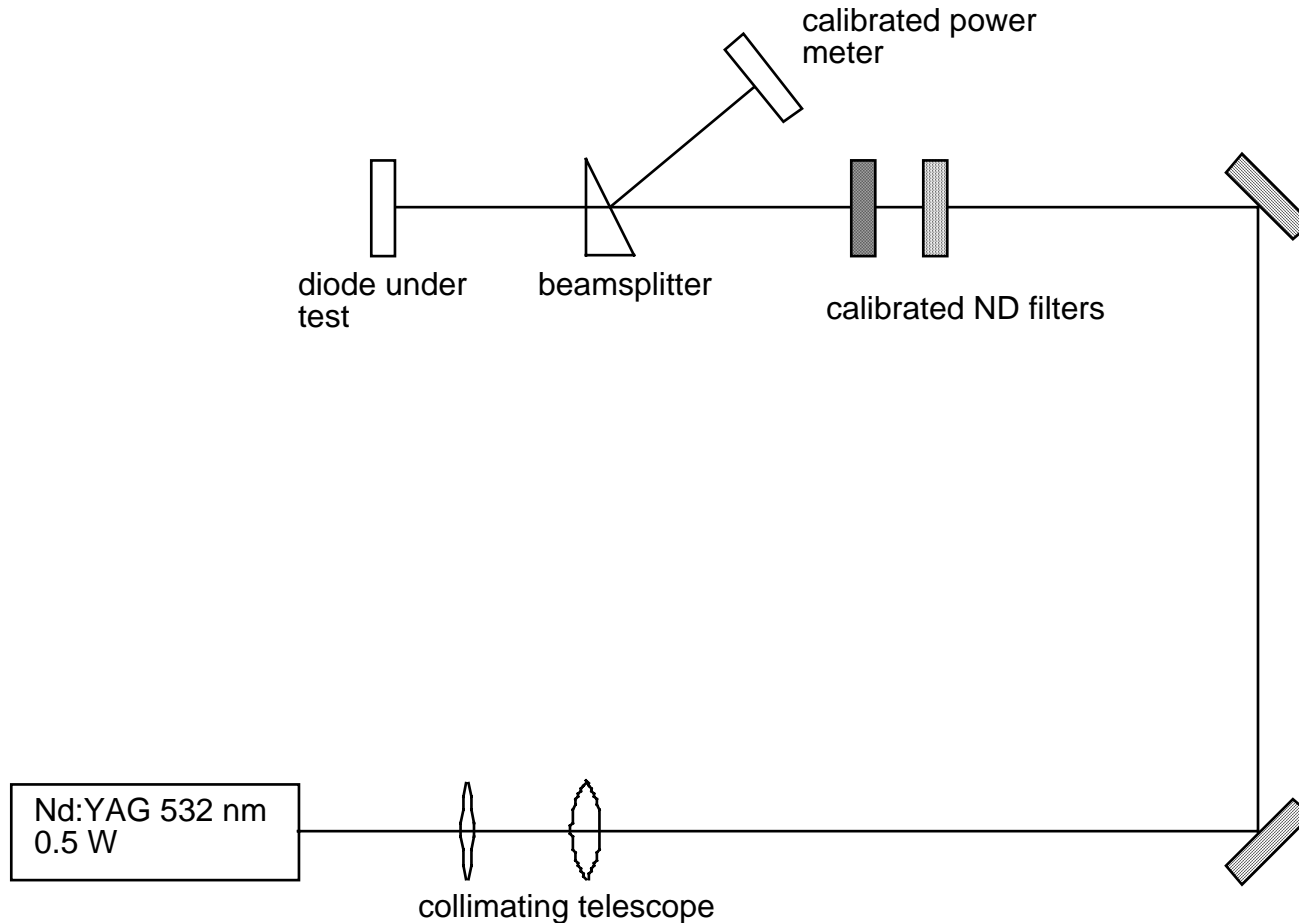 calibrated power
meter
diode under
test
beamsplitter
calibrated ND filters
Nd:YAG 532 nm
0.5 W
collimating telescope